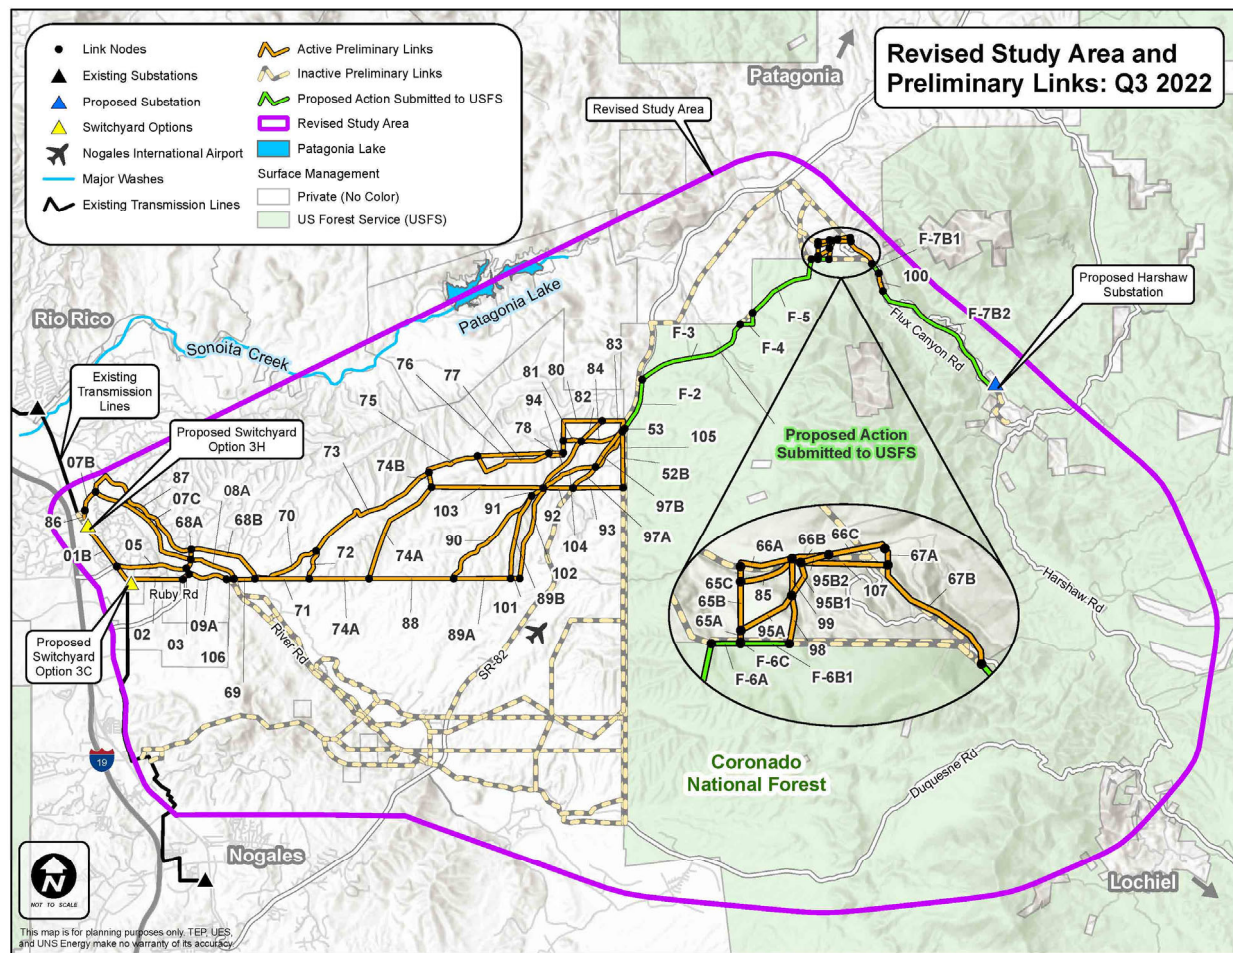 Revised Study Area and
Preliminary Links: Q3 2022
Link Nodes
Existing Substations
Proposed Substation
Switchyard Options
Nogales International Airport
Major Washes
Existing Transmission Lines
Active Preliminary Links
Inactive Preliminary Links
Proposed Action Submitted to USFS
Revised Study Area
Patagonia Lake
Surface Management
Private (No Color)
US Forest Service (USFS)
Patagonia
Revised Study Area
F-7B1
100
Proposed Harshaw
Substation
F-7B2
Flux Canyon Rd
F-5
F-4
F-3
F-2
Rio Rico
Sonoita Creek
Patagonia Lake
Existing
Transmission
Lines
Proposed Switchyard
Option 3H
07B
87
07C
08A
68A
68B
86
01B
05
70
73
75
76
77
74B
81
80
84
83
82
94
78
53
105
52B
97B
97A
103
91
92
93
90
104
102
72
74A
Ruby Rd
Proposed
Switchyard
Option 3C
02
03
09A
106
69
71
74A
88
89A
101
89B
River Rd
SR-82
Proposed Action
Submitted to USFS
66A
66B
66C
67A
67B
65C
65B
65A
85
95B2
95B1
107
99
95A
98
F-6C
F-6A
F-6B1
Harshaw Rd
Coronado
National Forest
Duquesne Rd
19
Nogales
Lochiel
N
NOT TO SCALE
This map is for planning purposes only. TEP, UES,
and UNS Energy make no warranty of its accuracy